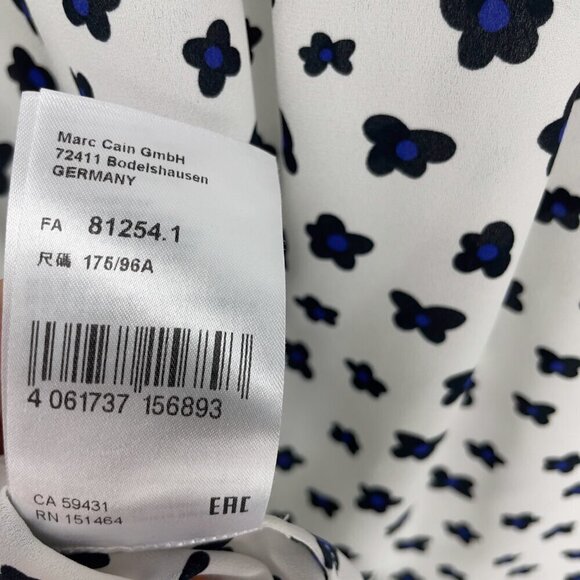 Marc Cain GmbH
72411 Bodelshausen
GERMANY
FA 81254.1
尺碼 175/96A
4 061737 156893
CA 59431
RN 151464
EAC